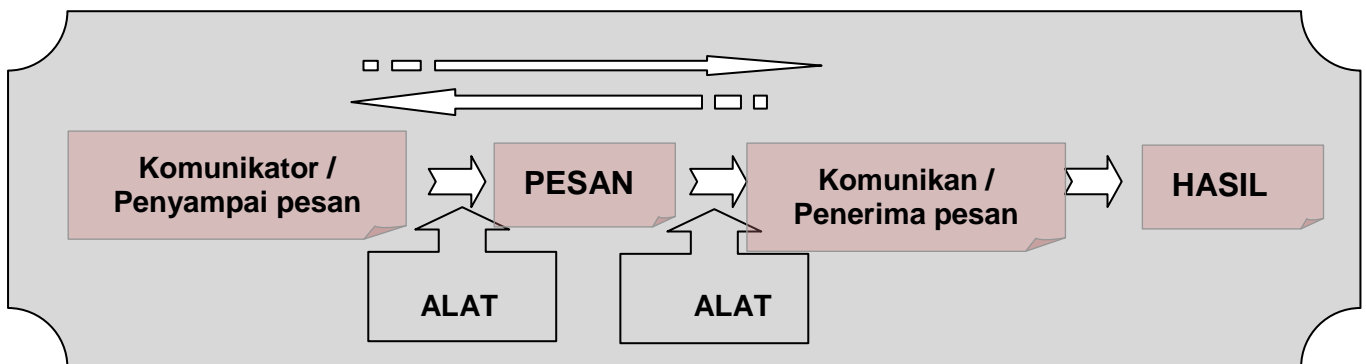 Komunikator /
Penyampai pesan
PESAN
Komunikan /
Penerima pesan
HASIL
ALAT
ALAT